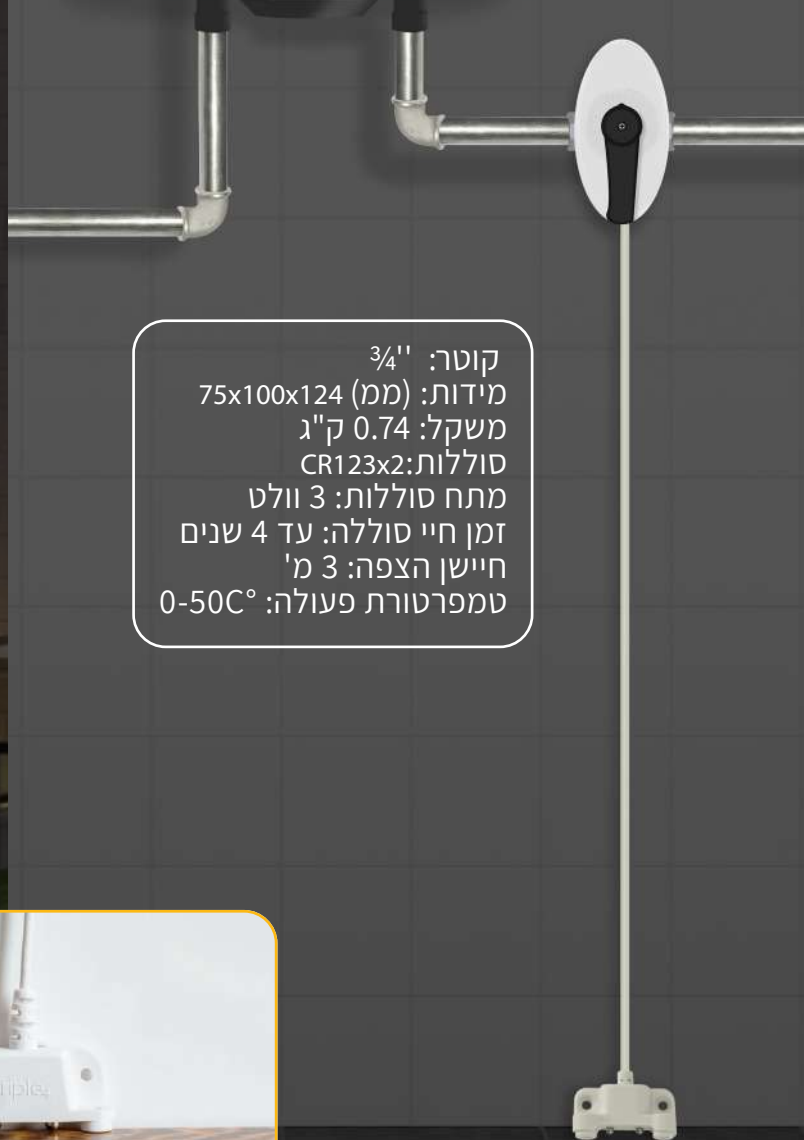 קוטר: ''¾
מידות: (ממ) 75x100x124
משקל: 0.74 ק"ג
סוללות:CR123x2
מתח סוללות: 3 וולט
זמן חיי סוללה: עד 4 שנים
חיישן הצפה: 3 מ'
טמפרטורת פעולה: 0-50C°